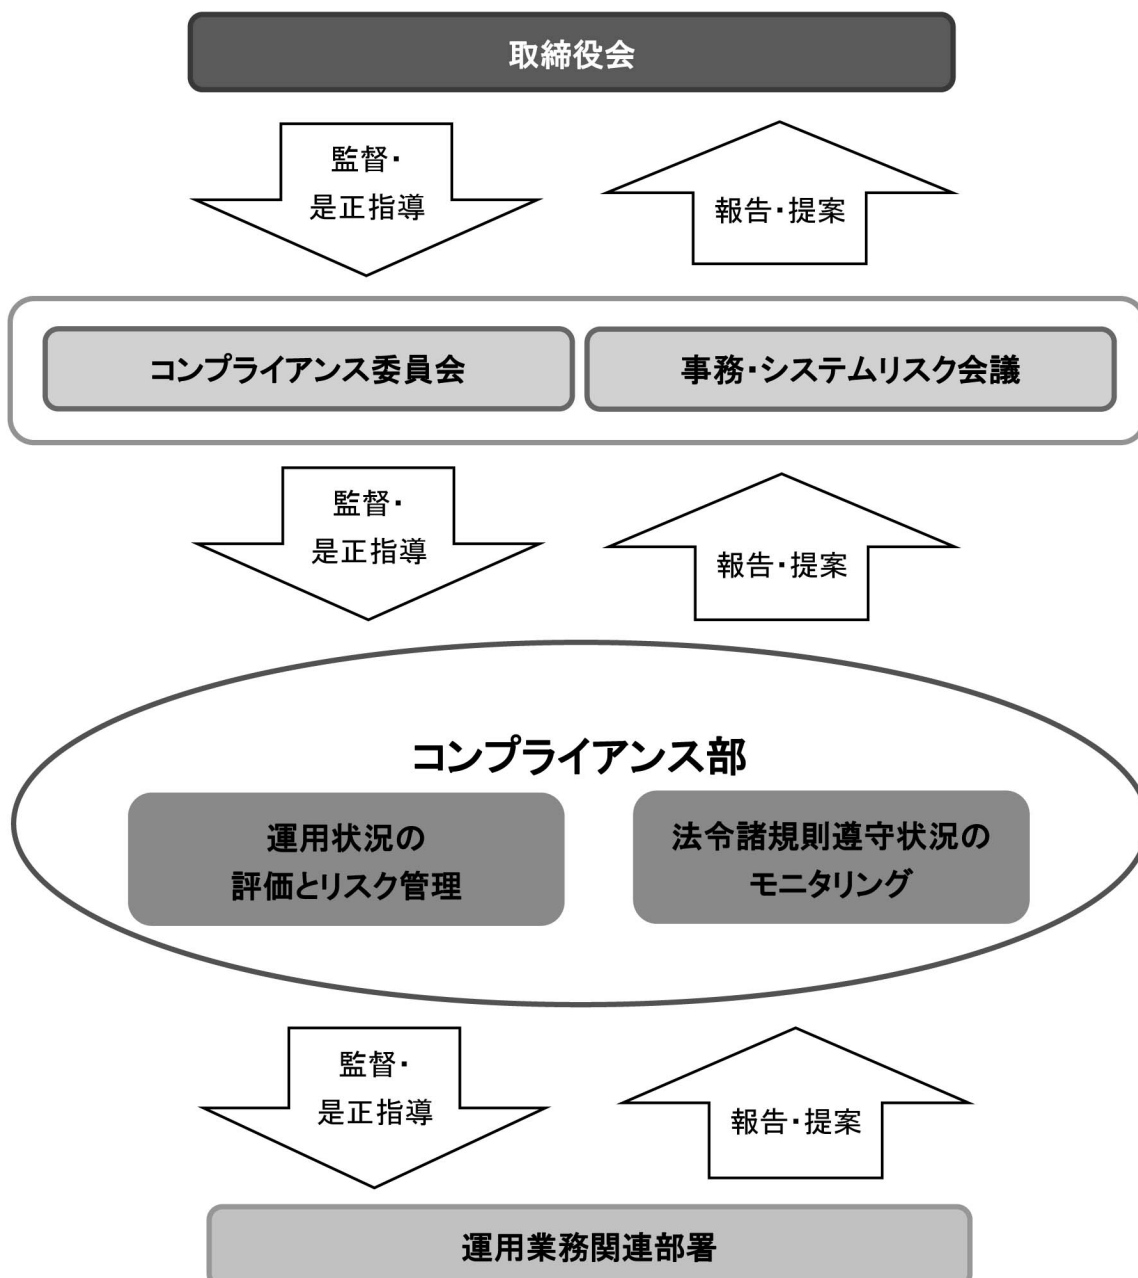 取締役会
監督・
是正指導
報告・提案
コンプライアンス委員会
事務・システムリスク会議
監督・
是正指導
報告・提案
コンプライアンス部
運用状況の
評価とリスク管理
法令諸規則遵守状況の
モニタリング
監督・
是正指導
報告・提案
運用業務関連部署